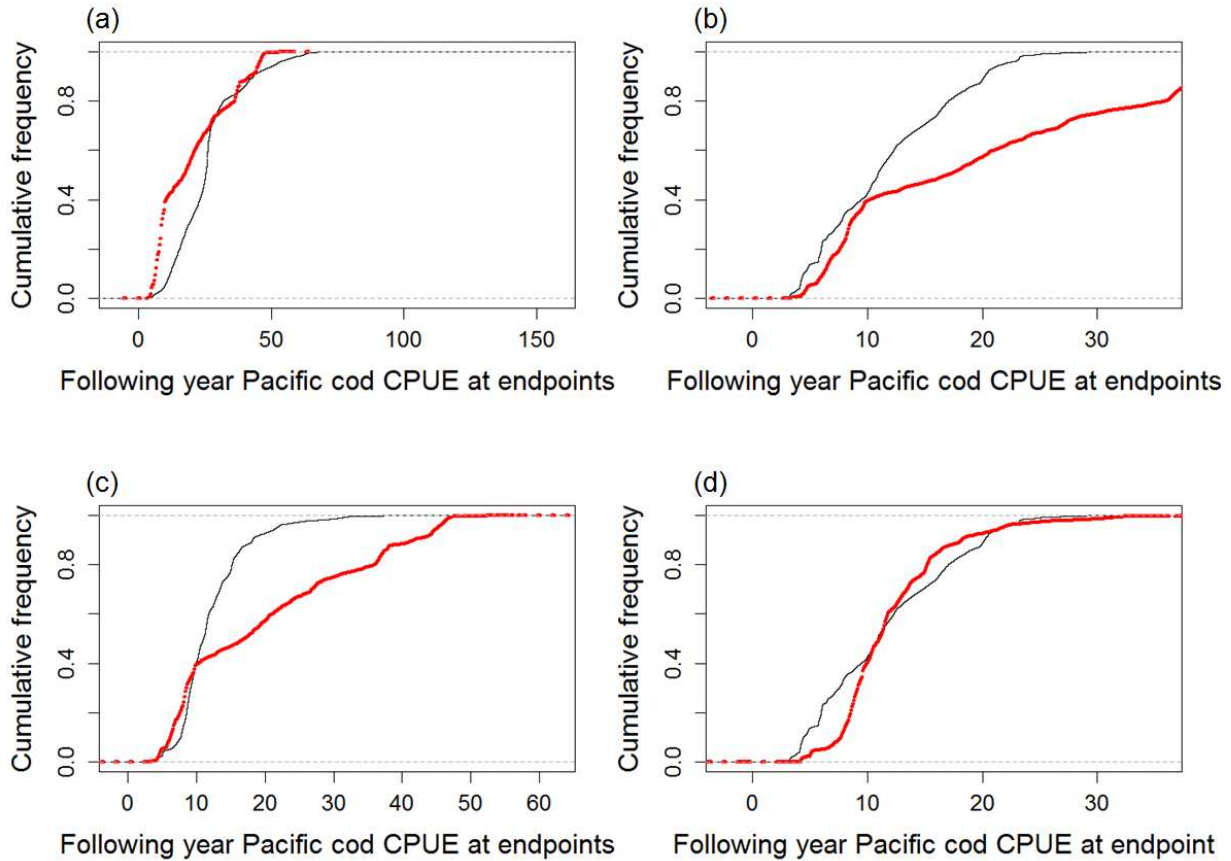 (a)
Cumulative frequency
0.0 0.4 0.8
0 50 100 150
Following year Pacific cod CPUE at endpoints
(b)
Cumulative frequency
0.0 0.4 0.8
0 10 20 30
Following year Pacific cod CPUE at endpoints
(c)
Cumulative frequency
0.0 0.4 0.8
0 10 20 30 40 50 60
Following year Pacific cod CPUE at endpoints
(d)
Cumulative frequency
0.0 0.4 0.8
0 10 20 30
Following year Pacific cod CPUE at endpoint